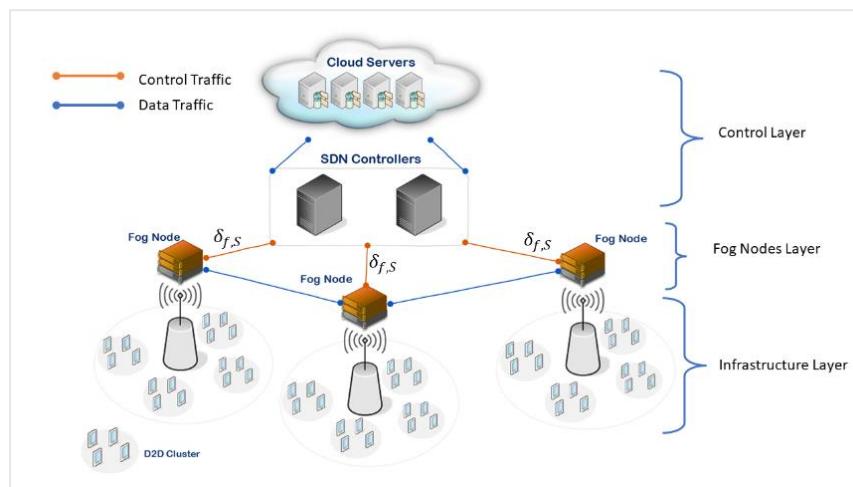 Cloud Servers
Control Traffic
Data Traffic
Control Layer
SDN Controllers
δf,S
Fog Node
δf,S
Fog Node
δf,S
Fog Node
Fog Nodes Layer
Infrastructure Layer
D2D Cluster